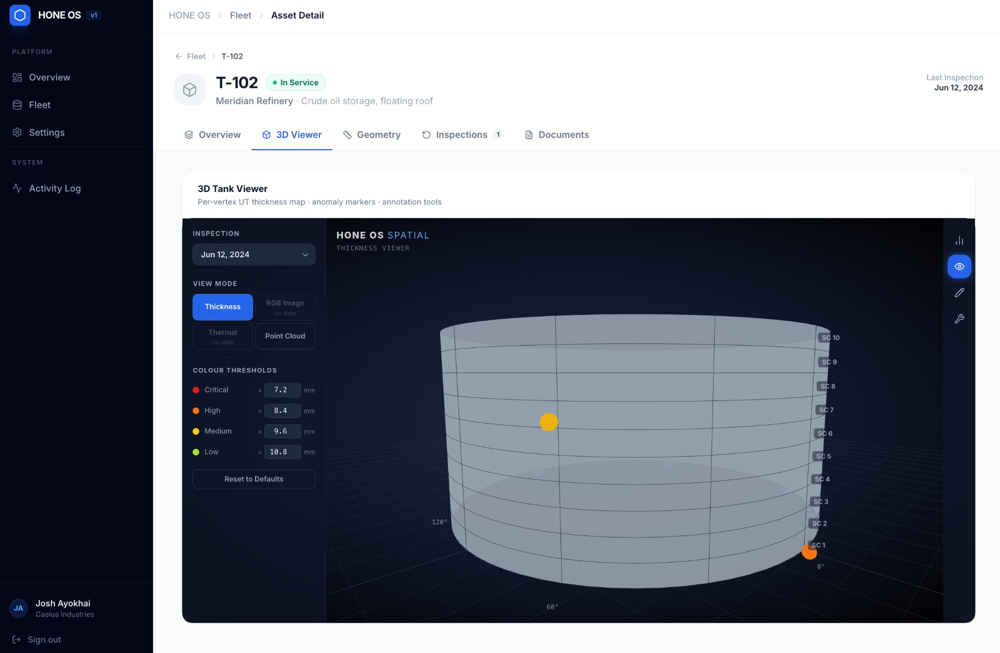 HONE OS v1
PLATFORM
Overview
Fleet
Settings
SYSTEM
Activity Log
JA
Josh Ayokhai
Caelus Industries
Sign out
HONE OS > Fleet > Asset Detail
← Fleet > T-102
T-102
In Service
Meridian Refinery · Crude oil storage, floating roof
Last Inspection
Jun 12, 2024
Overview
3D Viewer
Geometry
Inspections 1
Documents
3D Tank Viewer
Per-vertex UT thickness map · anomaly markers · annotation tools
INSPECTION
Jun 12, 2024
VIEW MODE
Thickness
RGB Image
no data
Thermal
no data
Point Cloud
COLOUR THRESHOLDS
Critical < 7.2 mm
High < 8.4 mm
Medium < 9.6 mm
Low < 10.8 mm
Reset to Defaults
HONE OS SPATIAL
THICKNESS VIEWER
SC 10
SC 9
SC 8
SC 7
SC 6
SC 5
SC 4
SC 3
SC 2
SC 1
240°
180°
120°
0°
60°